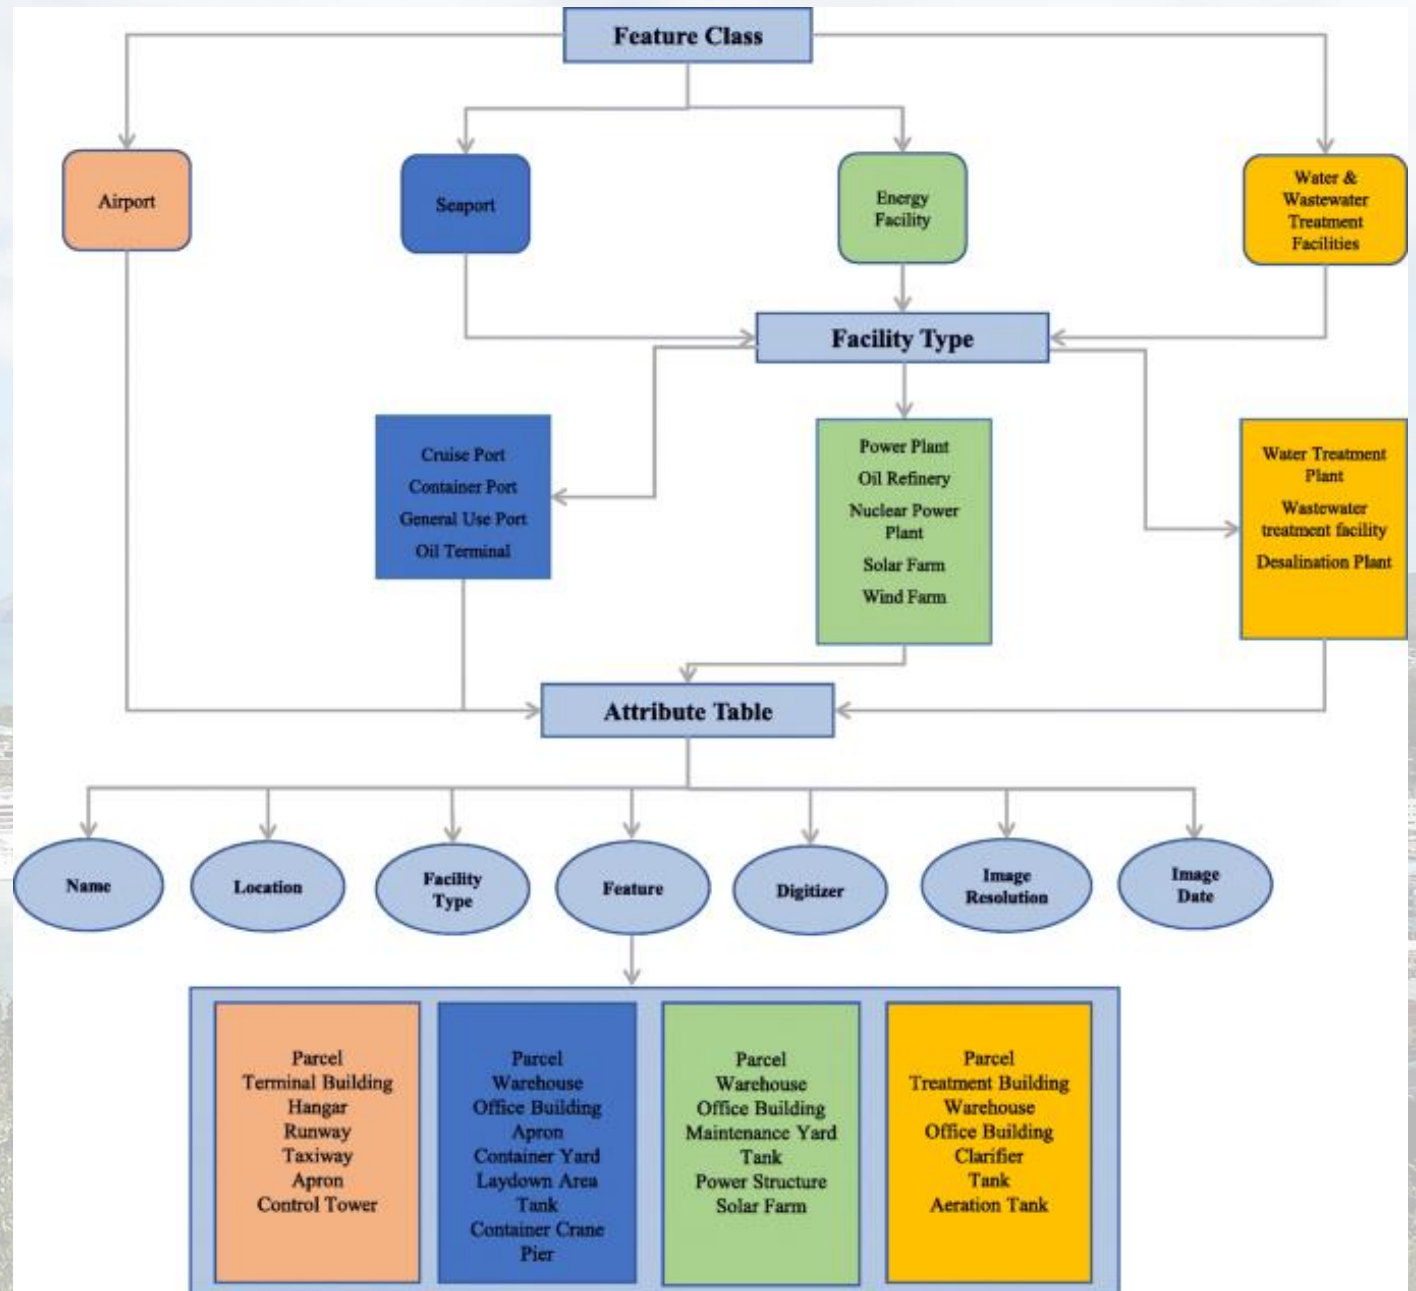 Feature Class
Airport
Seaport
Energy
Facility
Water &
Wastewater
Treatment
Facilities
Facility Type
Cruise Port
Container Port
General Use Port
Oil Terminal
Power Plant
Oil Refinery
Nuclear Power
Plant
Solar Farm
Wind Farm
Water Treatment
Plant
Wastewater
treatment facility
Desalination Plant
Attribute Table
Name
Location
Facility
Type
Feature
Digitizer
Image
Resolution
Image
Date
Parcel
Terminal Building
Hangar
Runway
Taxiway
Apron
Control Tower
Parcel
Warehouse
Office Building
Apron
Container Yard
Laydown Area
Tank
Container Crane
Pier
Parcel
Warehouse
Office Building
Maintenance Yard
Tank
Power Structure
Solar Farm
Parcel
Treatment Building
Warehouse
Office Building
Clarifier
Tank
Aeration Tank